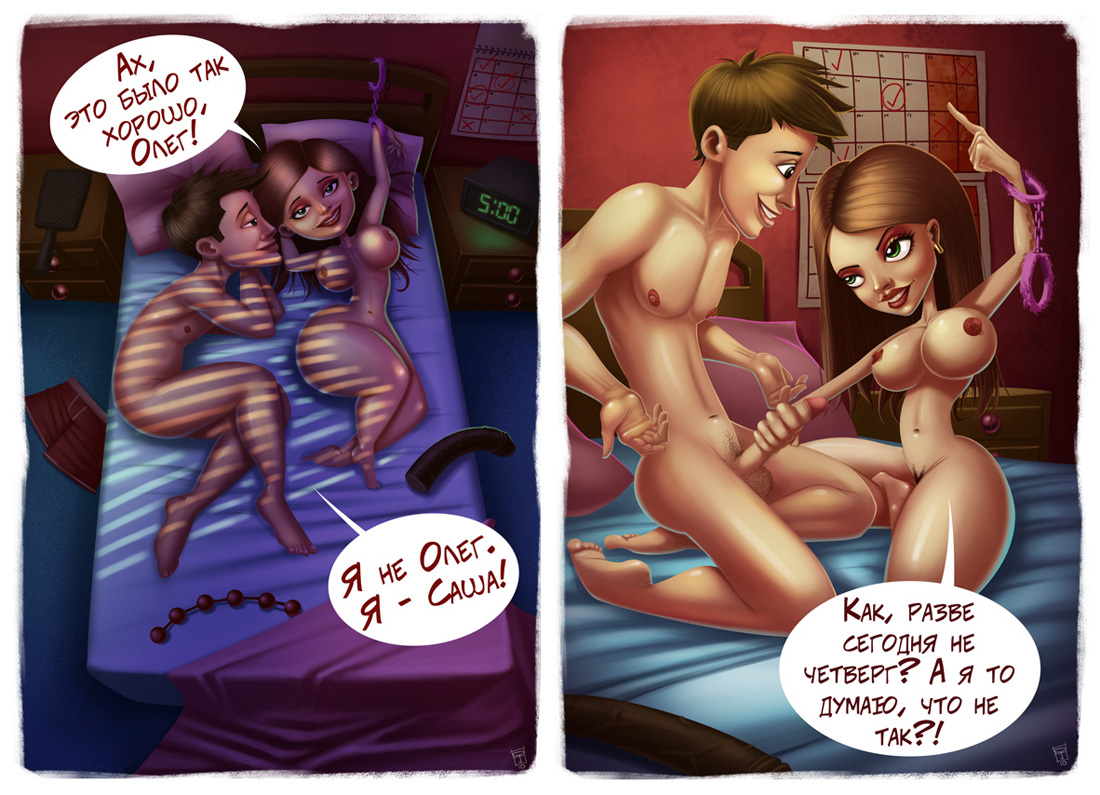 Ах,
это было так
хорошо,
Олег!
5:00
Я не Олег.
Я - Саша!
Как, разве
сегодня не
четверг? А я то
думаю, что не
так?!